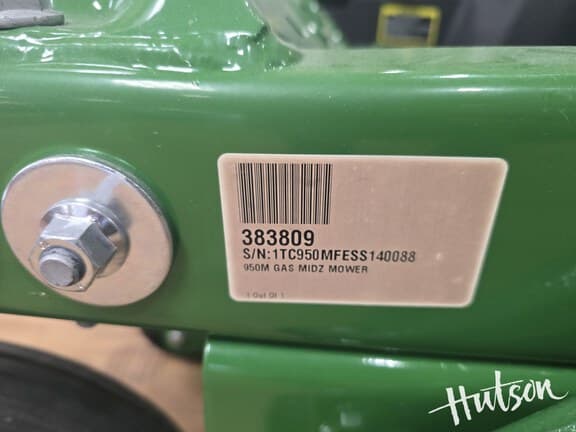 383809
S/N:1TC950MFESS140088
950M GAS MIDZ MOWER
1 Out Of 1
Hutson